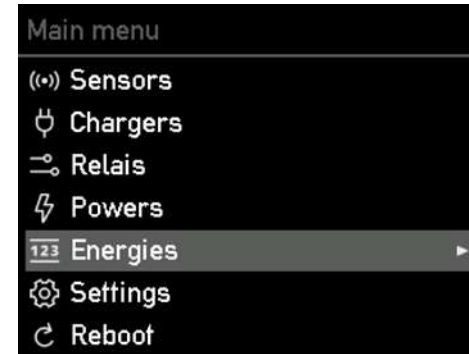 Main menu
Sensors
Chargers
Relais
Powers
123 Energies
Settings
Reboot